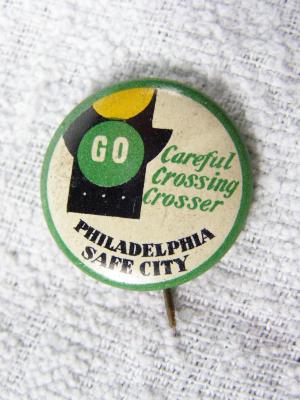 GO
Careful
Crossing
Crosser
PHILADELPHIA
SAFE CITY